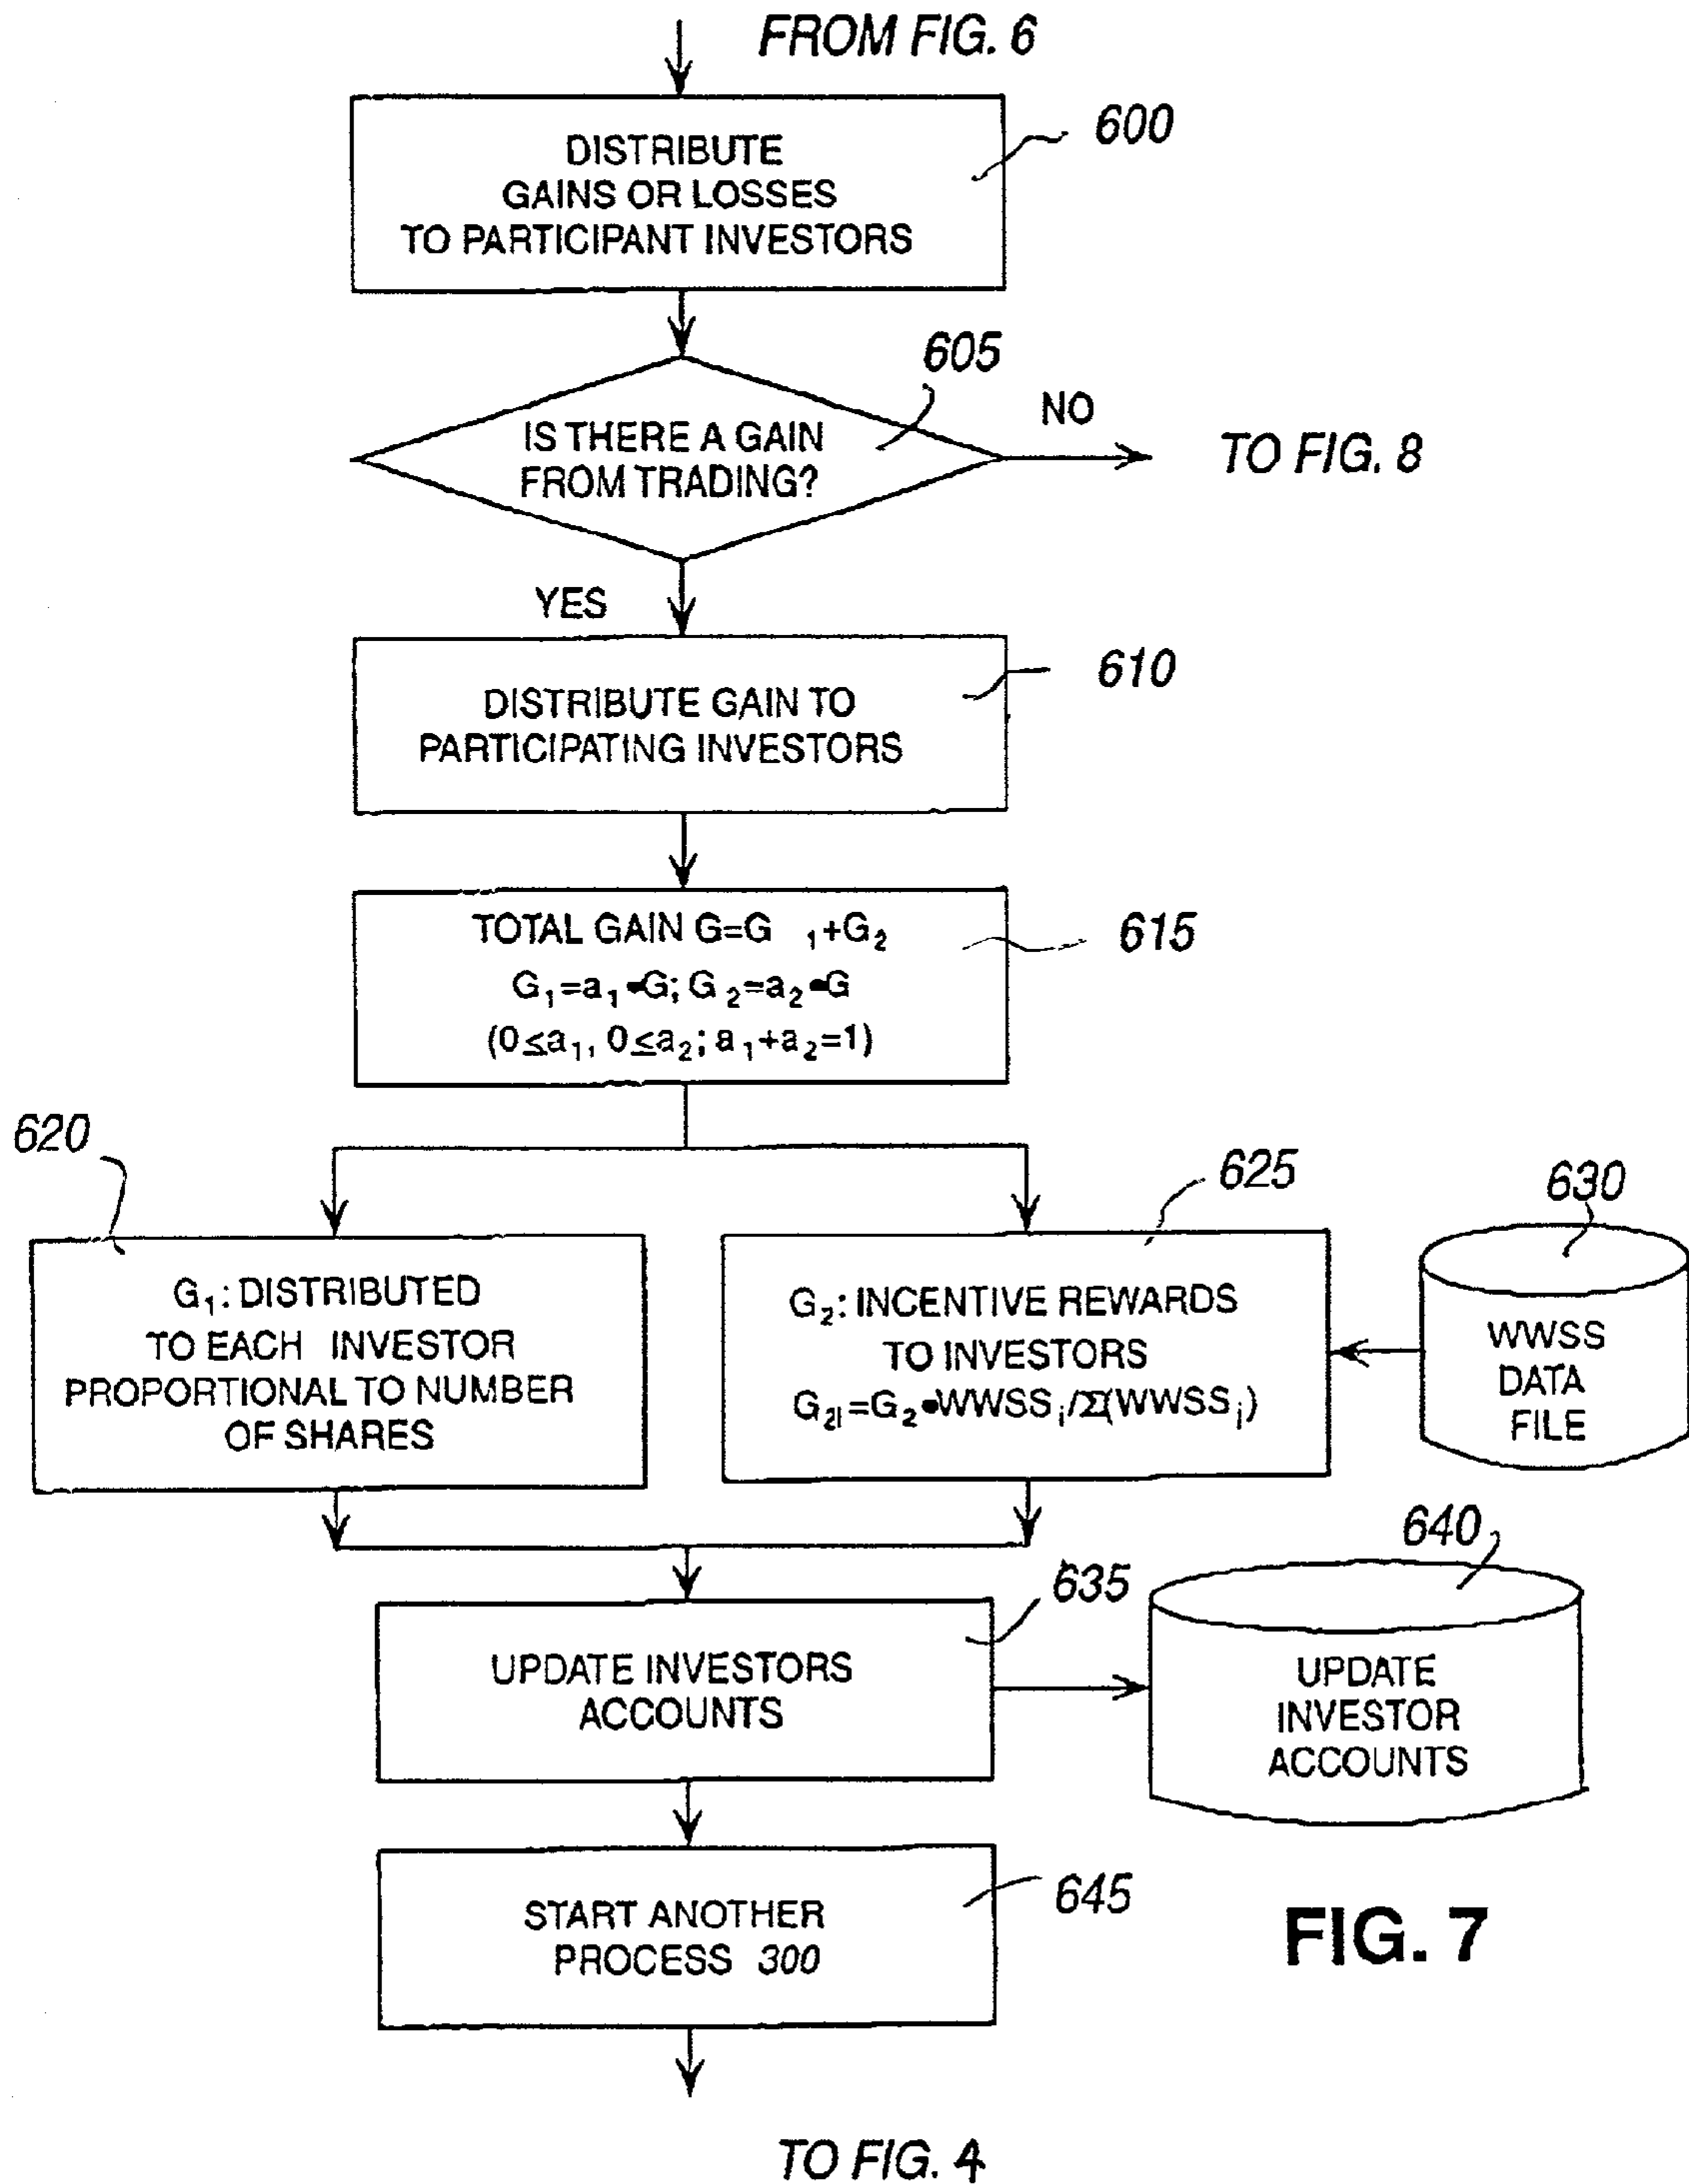 FROM FIG. 6
600
DISTRIBUTE
GAINS OR LOSSES
TO PARTICIPANT INVESTORS
605
NO
IS THERE A GAIN
FROM TRADING?
TO FIG. 8
YES
610
DISTRIBUTE GAIN TO
PARTICIPATING INVESTORS
615
TOTAL GAIN G=G ₁+G₂
G₁=a₁•G; G ₂=a₂•G
(0≤a₁, 0≤a₂; a₁+a₂=1)
620
G₁: DISTRIBUTED
TO EACH INVESTOR
PROPORTIONAL TO NUMBER
OF SHARES
625
G₂: INCENTIVE REWARDS
TO INVESTORS
G₂ᵢ=G₂•WWSSᵢ/Σ(WWSSᵢ)
630
WWSS
DATA
FILE
635
UPDATE INVESTORS
ACCOUNTS
640
UPDATE
INVESTOR
ACCOUNTS
645
START ANOTHER
PROCESS 300
FIG. 7
TO FIG. 4